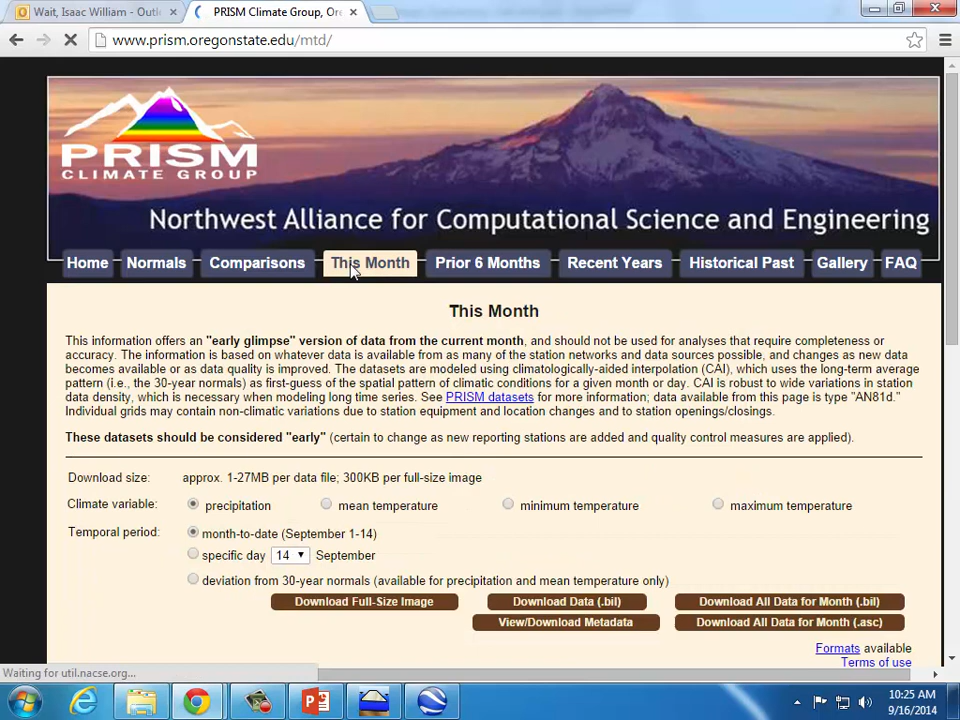 Wait, Isaac William - Outlo
PRISM Climate Group, Ore
www.prism.oregonstate.edu/mtd/
PRISM
CLIMATE GROUP
Northwest Alliance for Computational Science and Engineering
Home Normals Comparisons This Month Prior 6 Months Recent Years Historical Past Gallery FAQ
This Month
This information offers an "early glimpse" version of data from the current month, and should not be used for analyses that require completeness or
accuracy. The information is based on whatever data is available from as many of the station networks and data sources possible, and changes as new data
becomes available or as data quality is improved. The datasets are modeled using climatologically-aided interpolation (CAI), which uses the long-term average
pattern (i.e., the 30-year normals) as first-guess of the spatial pattern of climatic conditions for a given month or day. CAI is robust to wide variations in station
data density, which is necessary when modeling long time series. See PRISM datasets for more information; data available from this page is type "AN81d."
Individual grids may contain non-climatic variations due to station equipment and location changes and to station openings/closings.
These datasets should be considered "early" (certain to change as new reporting stations are added and quality control measures are applied).
Download size: approx. 1-27MB per data file; 300KB per full-size image
Climate variable: precipitation mean temperature minimum temperature maximum temperature
Temporal period: month-to-date (September 1-14)
specific day 14 September
deviation from 30-year normals (available for precipitation and mean temperature only)
Download Full-Size Image Download Data (.bil) Download All Data for Month (.bil)
View/Download Metadata Download All Data for Month (.asc)
Formats available
Terms of use
Waiting for util.nacse.org...
10:25 AM
9/16/2014